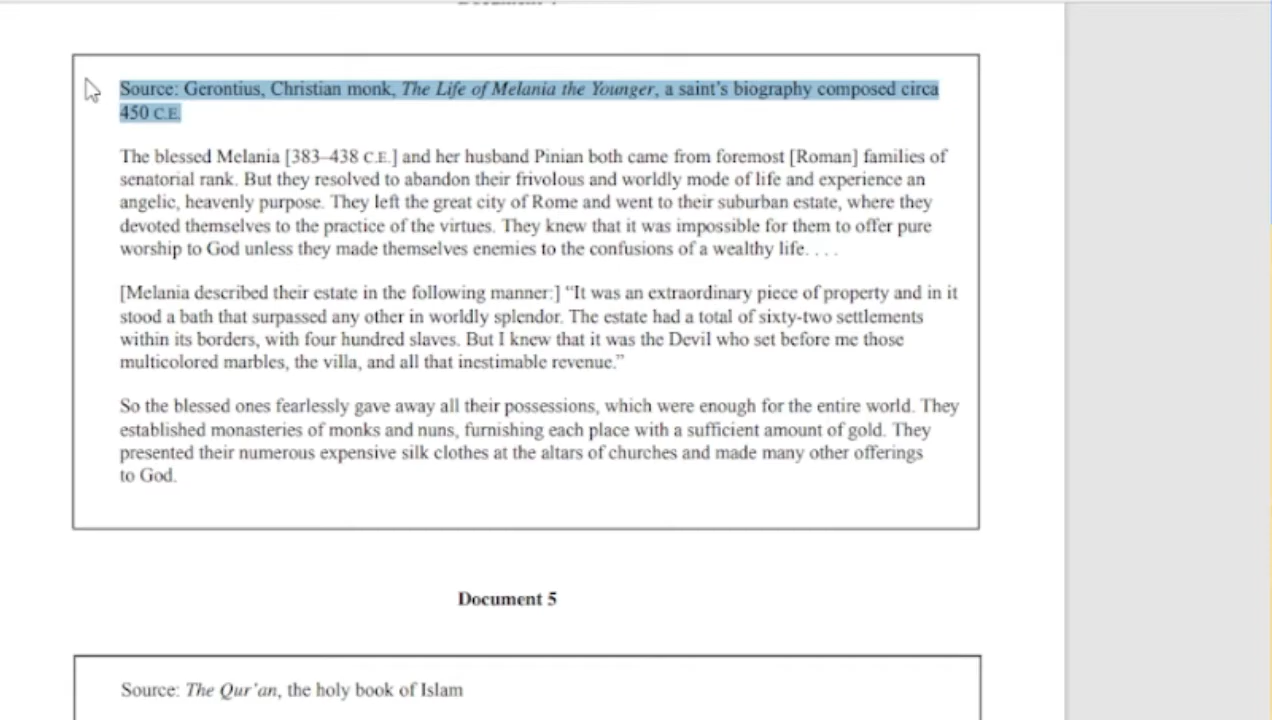 Source: Gerontius, Christian monk, The Life of Melania the Younger, a saint's biography composed circa
450 C.E.
The blessed Melania [383–438 C.E.] and her husband Pinian both came from foremost [Roman] families of
senatorial rank. But they resolved to abandon their frivolous and worldly mode of life and experience an
angelic, heavenly purpose. They left the great city of Rome and went to their suburban estate, where they
devoted themselves to the practice of the virtues. They knew that it was impossible for them to offer pure
worship to God unless they made themselves enemies to the confusions of a wealthy life. . . .
[Melania described their estate in the following manner:] “It was an extraordinary piece of property and in it
stood a bath that surpassed any other in worldly splendor. The estate had a total of sixty-two settlements
within its borders, with four hundred slaves. But I knew that it was the Devil who set before me those
multicolored marbles, the villa, and all that inestimable revenue.”
So the blessed ones fearlessly gave away all their possessions, which were enough for the entire world. They
established monasteries of monks and nuns, furnishing each place with a sufficient amount of gold. They
presented their numerous expensive silk clothes at the altars of churches and made many other offerings
to God.
Document 5
Source: The Qur'an, the holy book of Islam